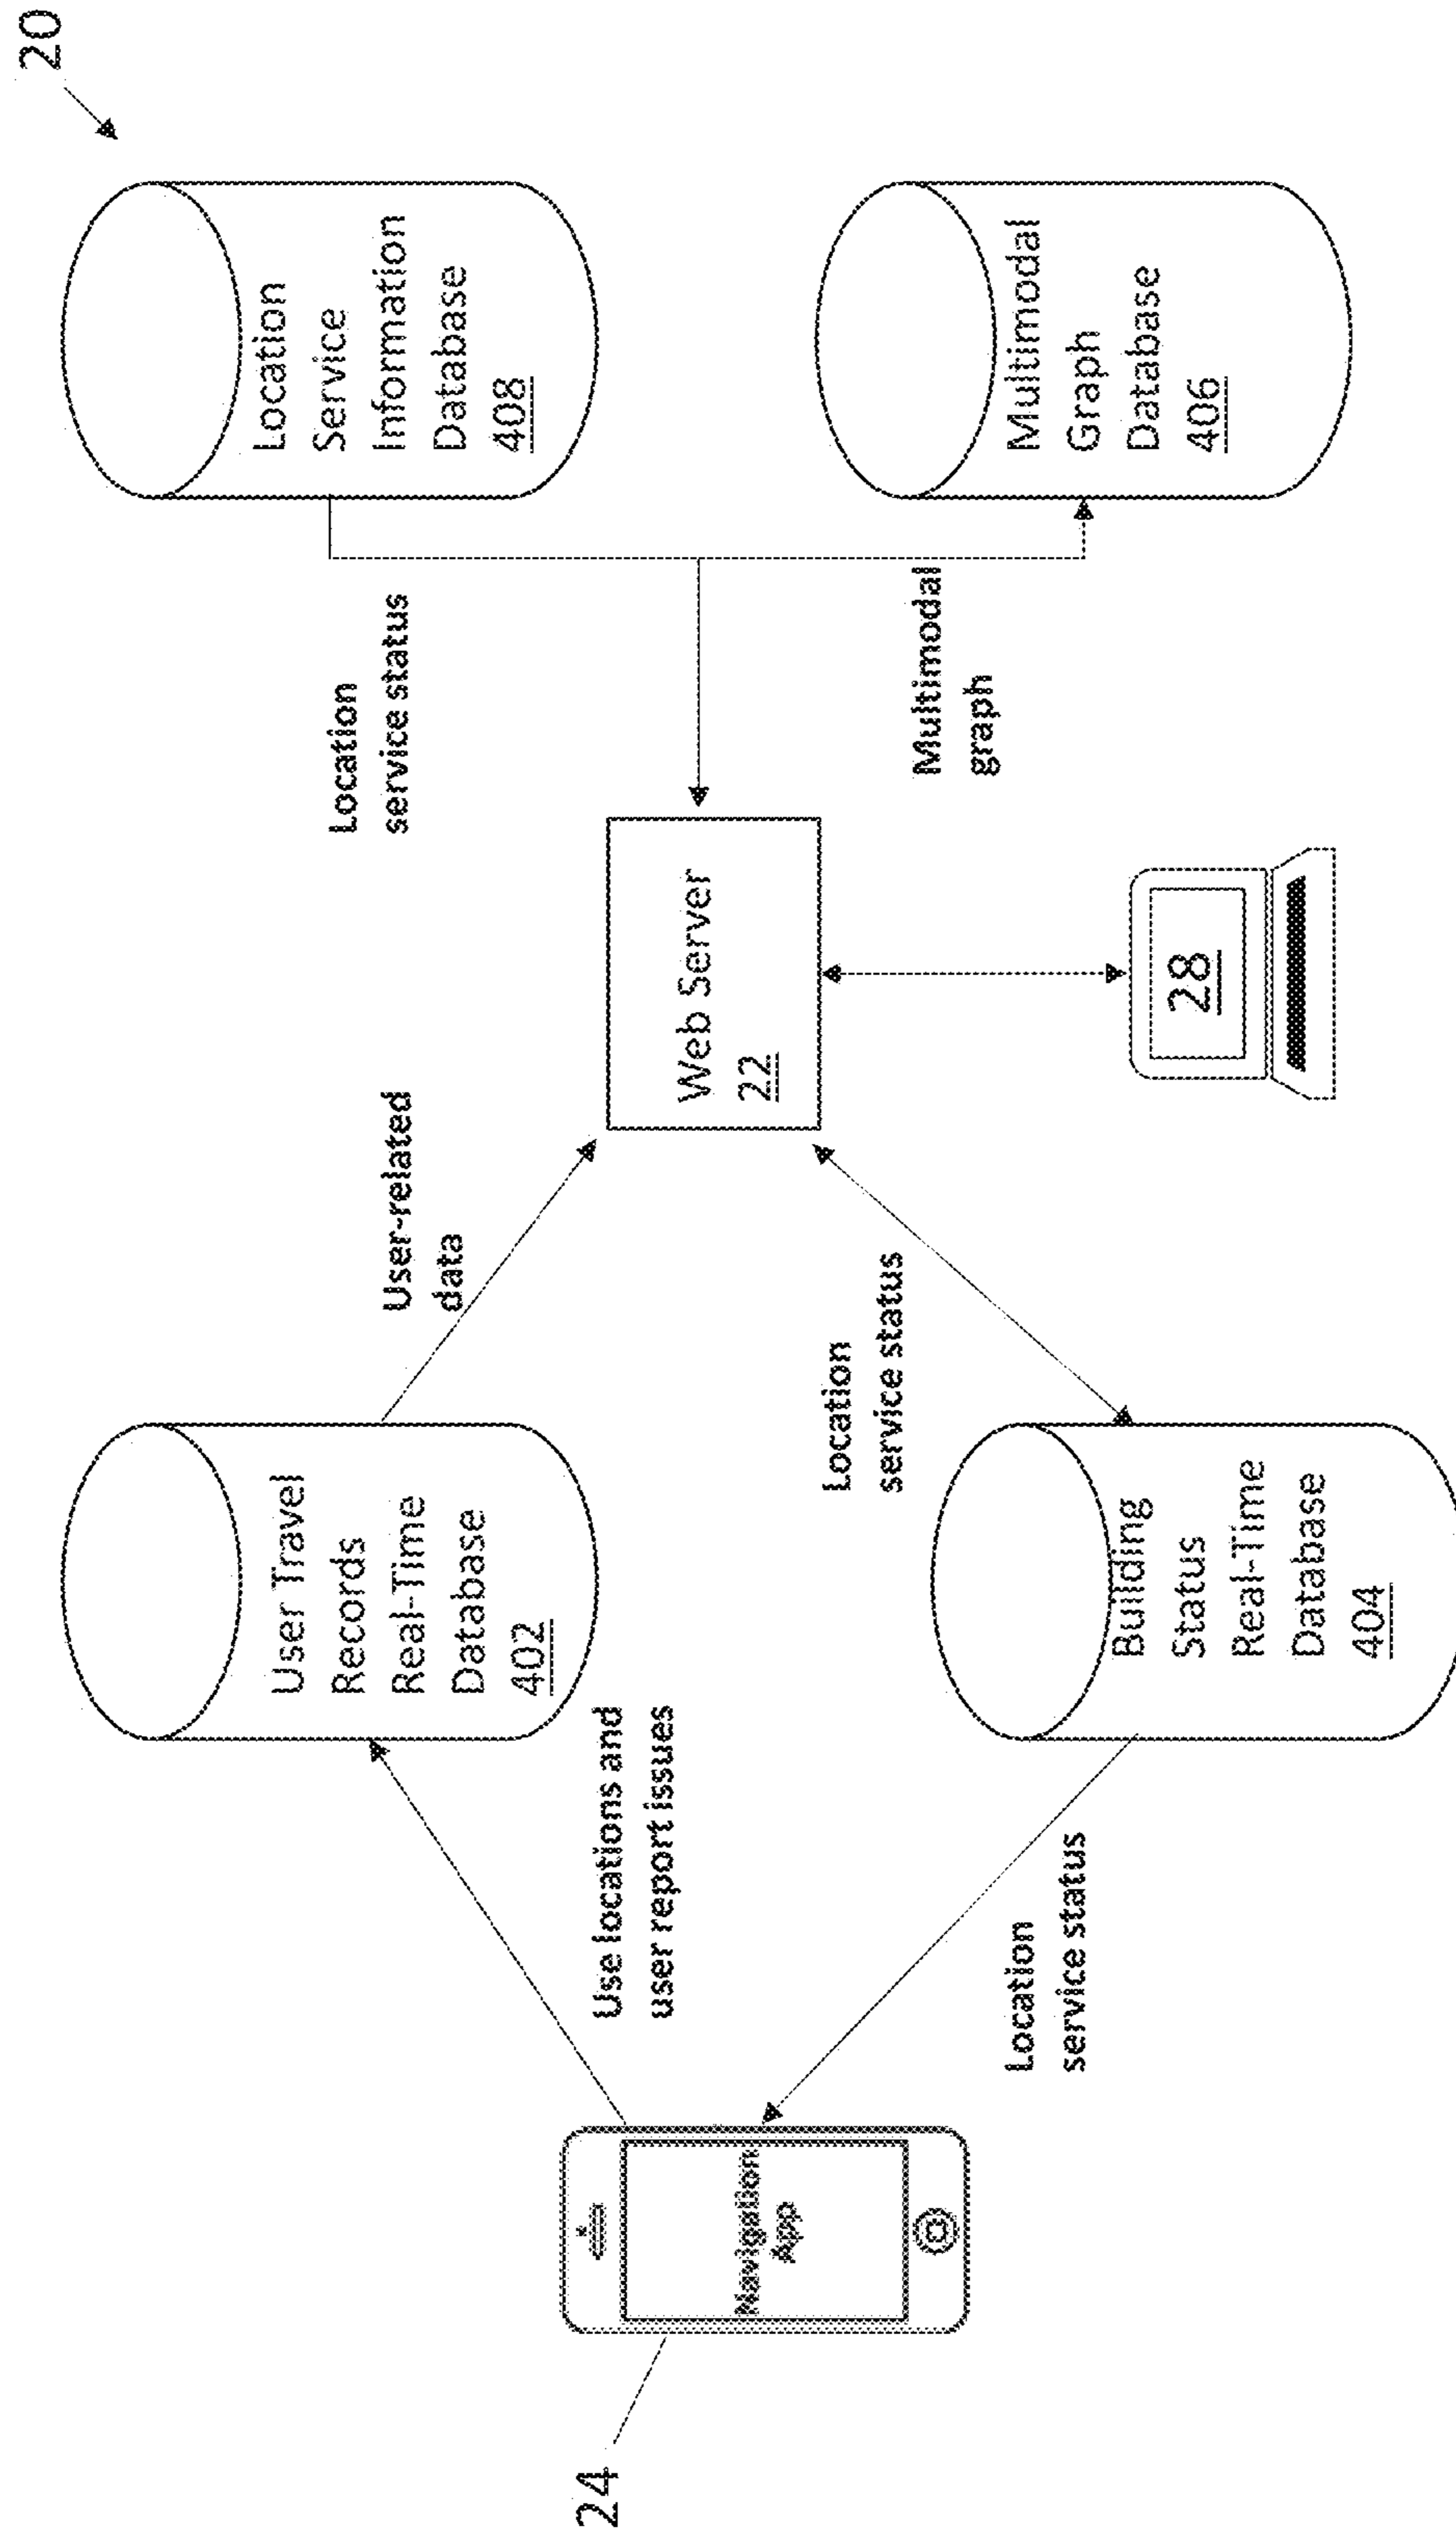 20
User Travel
Records
Real-Time
Database
402
User-related
data
Location
service status
Location
Service
Information
Database
408
Use locations and
user report issues
24
Navigation
App
Web Server
22
28
Multimodal
graph
Multimodal
Graph
Database
406
Location
service status
Location
service status
Building
Status
Real-Time
Database
404